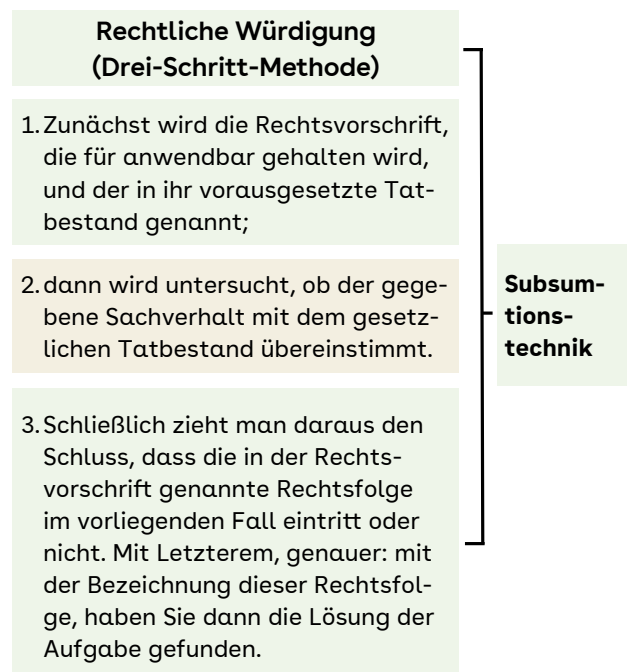 Rechtliche Würdigung
(Drei-Schritt-Methode)
1. Zunächst wird die Rechtsvorschrift,
die für anwendbar gehalten wird,
und der in ihr vorausgesetzte Tat-
bestand genannt;
2. dann wird untersucht, ob der gege-
bene Sachverhalt mit dem gesetz-
lichen Tatbestand übereinstimmt.
3. Schließlich zieht man daraus den
Schluss, dass die in der Rechts-
vorschrift genannte Rechtsfolge
im vorliegenden Fall eintritt oder
nicht. Mit Letzterem, genauer: mit
der Bezeichnung dieser Rechtsfol-
ge, haben Sie dann die Lösung der
Aufgabe gefunden.
Subsum-
tions-
technik